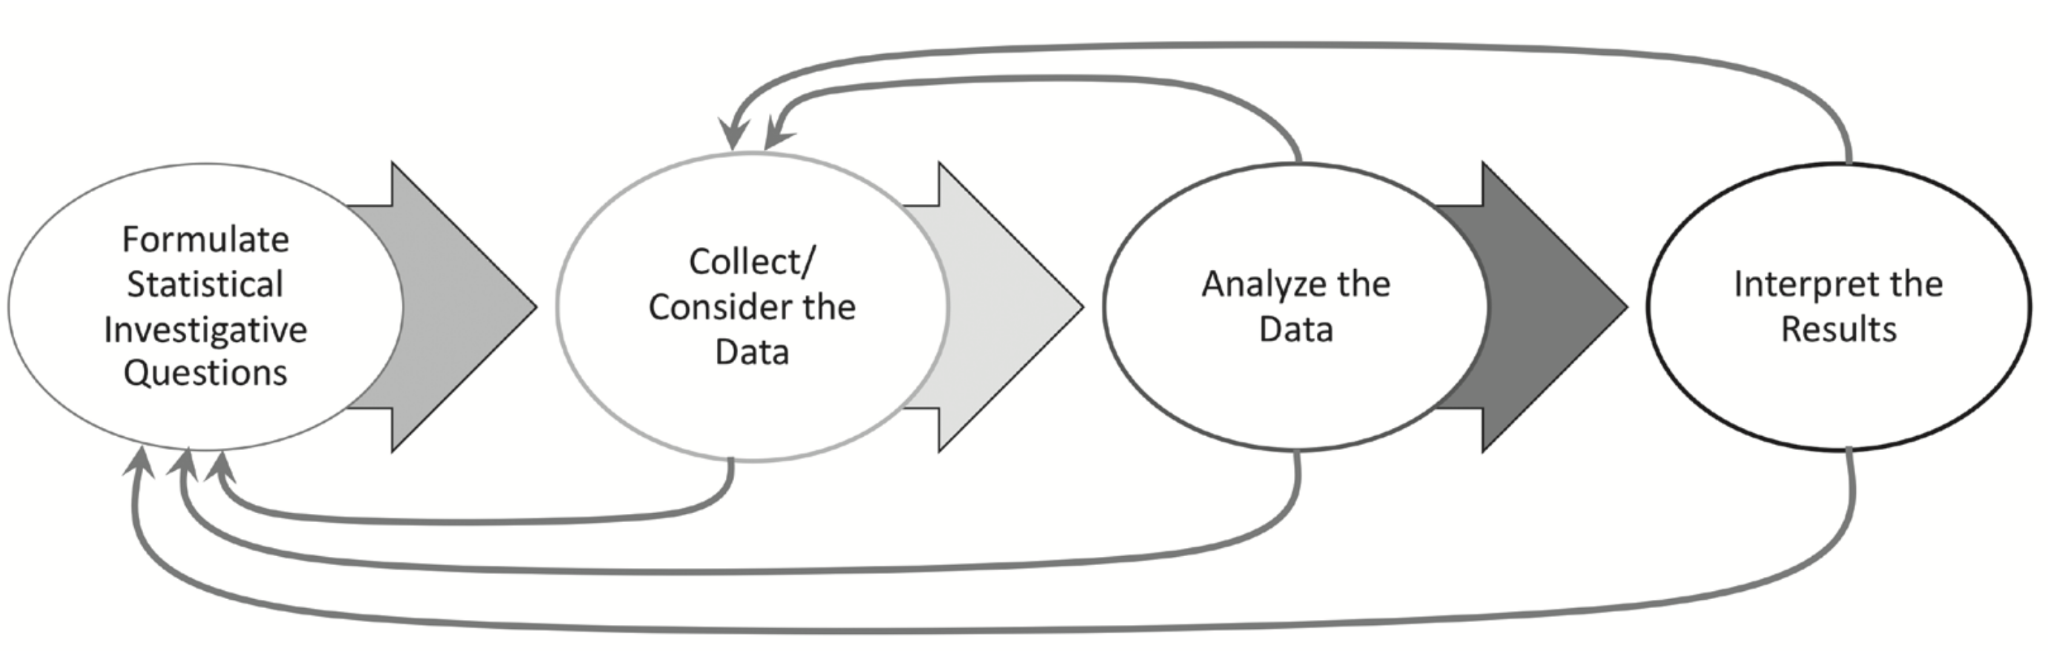 Formulate
Statistical
Investigative
Questions
Collect/
Consider the
Data
Analyze the
Data
Interpret the
Results